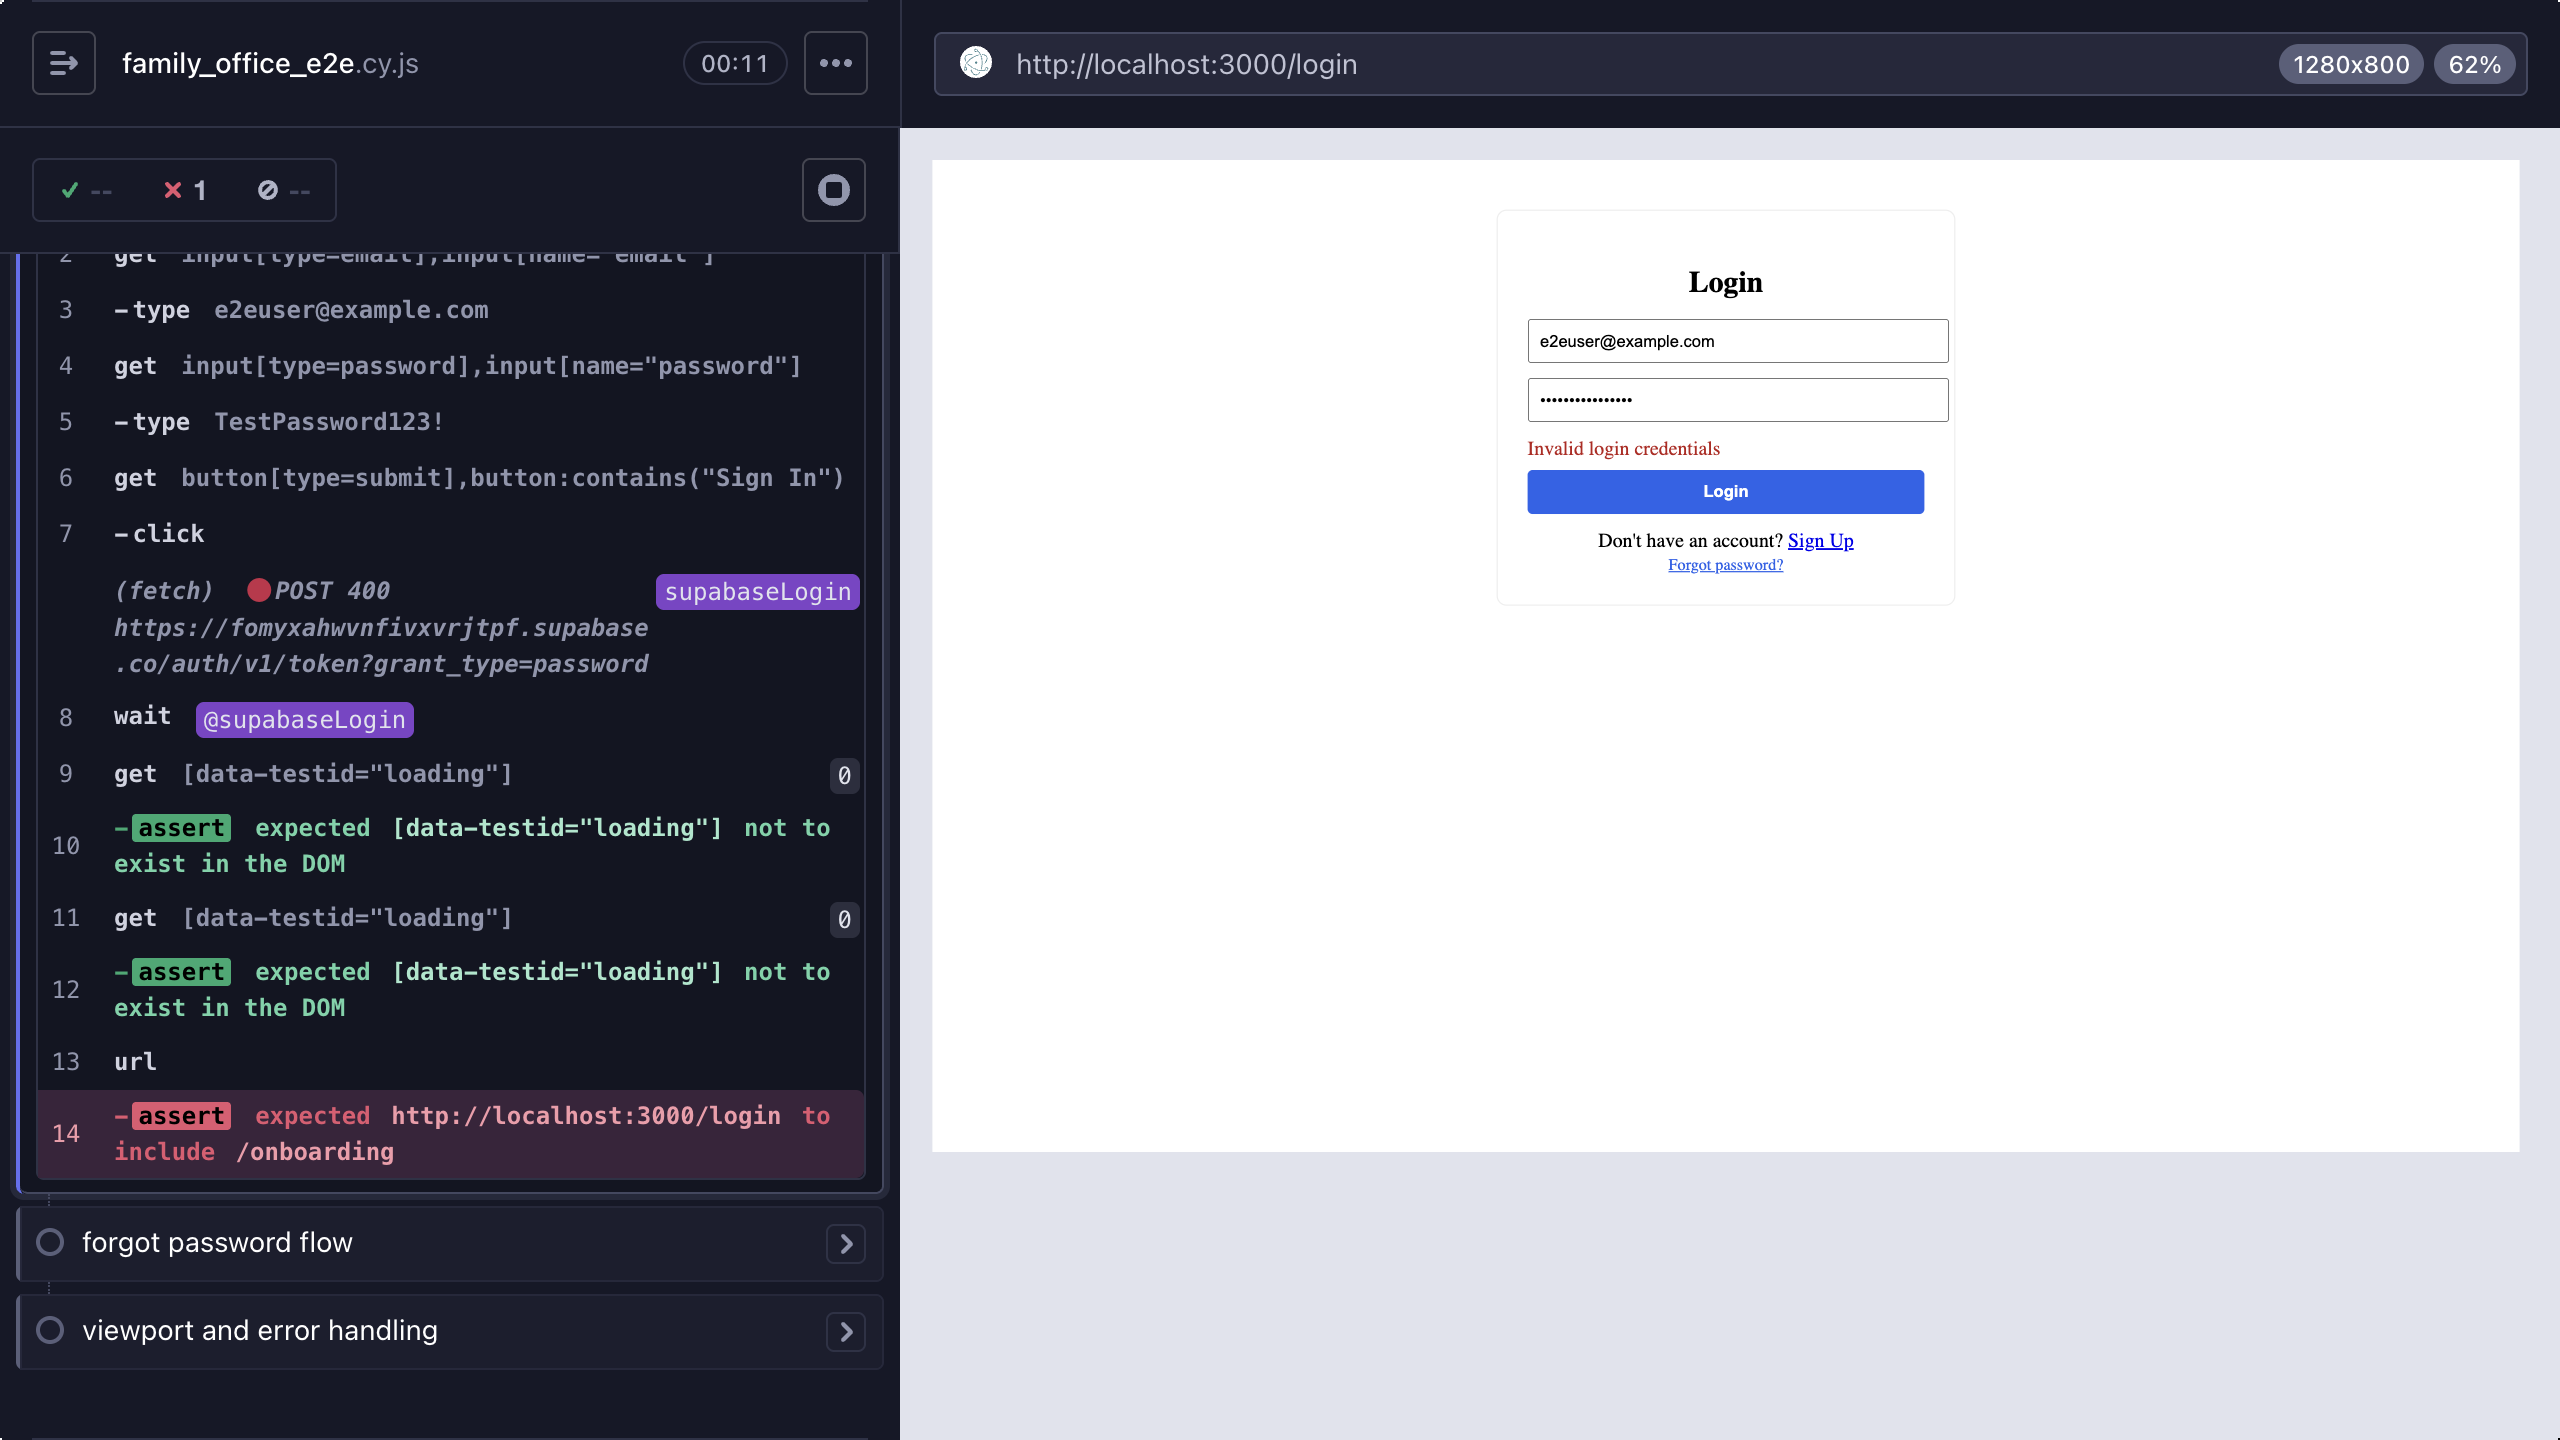 family_office_e2e.cy.js
00:11
http://localhost:3000/login
1280x800
62%
--
1
--
2 get input[type=email],input[name="email"]
3 -type e2euser@example.com
4 get input[type=password],input[name="password"]
5 -type TestPassword123!
6 get button[type=submit],button:contains("Sign In")
7 -click
(fetch) POST 400 supabaseLogin
https://fomyxahwvnfivxvrjtpf.supabase
.co/auth/v1/token?grant_type=password
8 wait @supabaseLogin
9 get [data-testid="loading"] 0
10 -assert expected [data-testid="loading"] not to
exist in the DOM
11 get [data-testid="loading"] 0
12 -assert expected [data-testid="loading"] not to
exist in the DOM
13 url
14 -assert expected http://localhost:3000/login to
include /onboarding
forgot password flow
viewport and error handling
Login
e2euser@example.com
••••••••••••••••
Invalid login credentials
Login
Don't have an account? Sign Up
Forgot password?